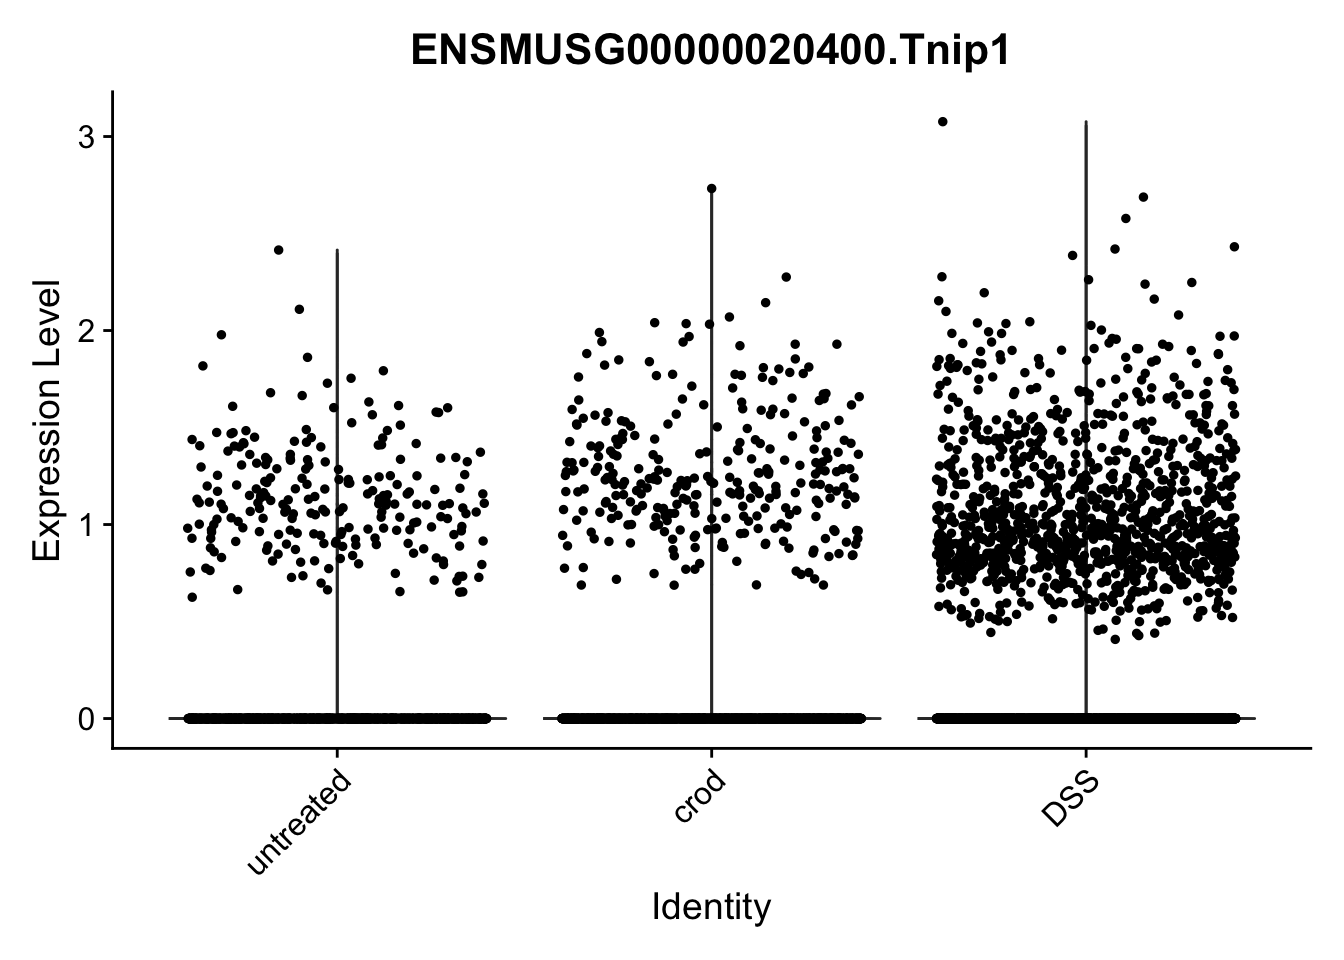 ENSMUSG00000020400.Tnip1
Expression Level
3
2
1
0
untreated
crod
DSS
Identity